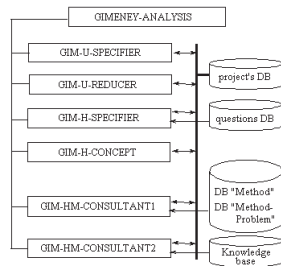 GIMENEY-ANALYSIS
GIM-U-SPECIFIER
GIM-U-REDUCER
project's DB
GIM-H-SPECIFIER
questions DB
GIM-H-CONCEPT
DB "Method"
GIM-HM-CONSULTANT1
DB "Method-
Problem"
GIM-HM-CONSULTANT2
Knowledge
base